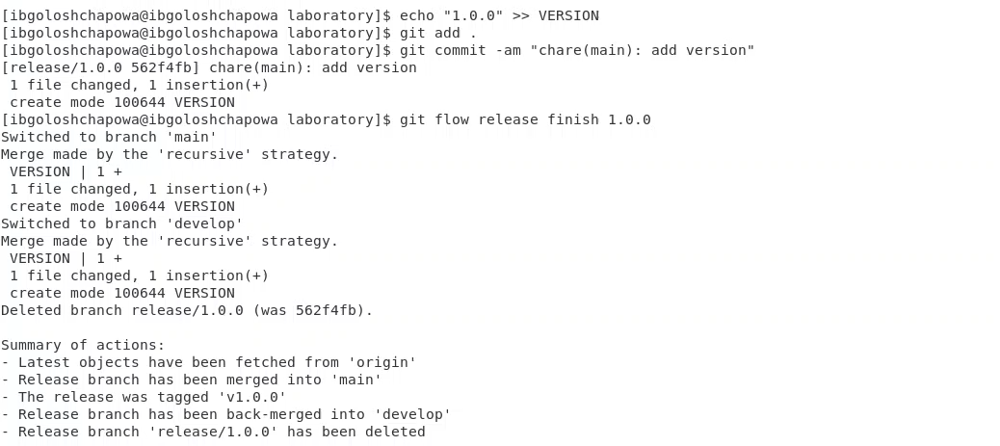 [ibgoloshchapowa@ibgoloshchapowa laboratory]$ echo "1.0.0" >> VERSION
[ibgoloshchapowa@ibgoloshchapowa laboratory]$ git add .
[ibgoloshchapowa@ibgoloshchapowa laboratory]$ git commit -am "chare(main): add version"
[release/1.0.0 562f4fb] chare(main): add version
 1 file changed, 1 insertion(+)
 create mode 100644 VERSION
[ibgoloshchapowa@ibgoloshchapowa laboratory]$ git flow release finish 1.0.0
Switched to branch 'main'
Merge made by the 'recursive' strategy.
 VERSION | 1 +
 1 file changed, 1 insertion(+)
 create mode 100644 VERSION
Switched to branch 'develop'
Merge made by the 'recursive' strategy.
 VERSION | 1 +
 1 file changed, 1 insertion(+)
 create mode 100644 VERSION
Deleted branch release/1.0.0 (was 562f4fb).

Summary of actions:
- Latest objects have been fetched from 'origin'
- Release branch has been merged into 'main'
- The release was tagged 'v1.0.0'
- Release branch has been back-merged into 'develop'
- Release branch 'release/1.0.0' has been deleted